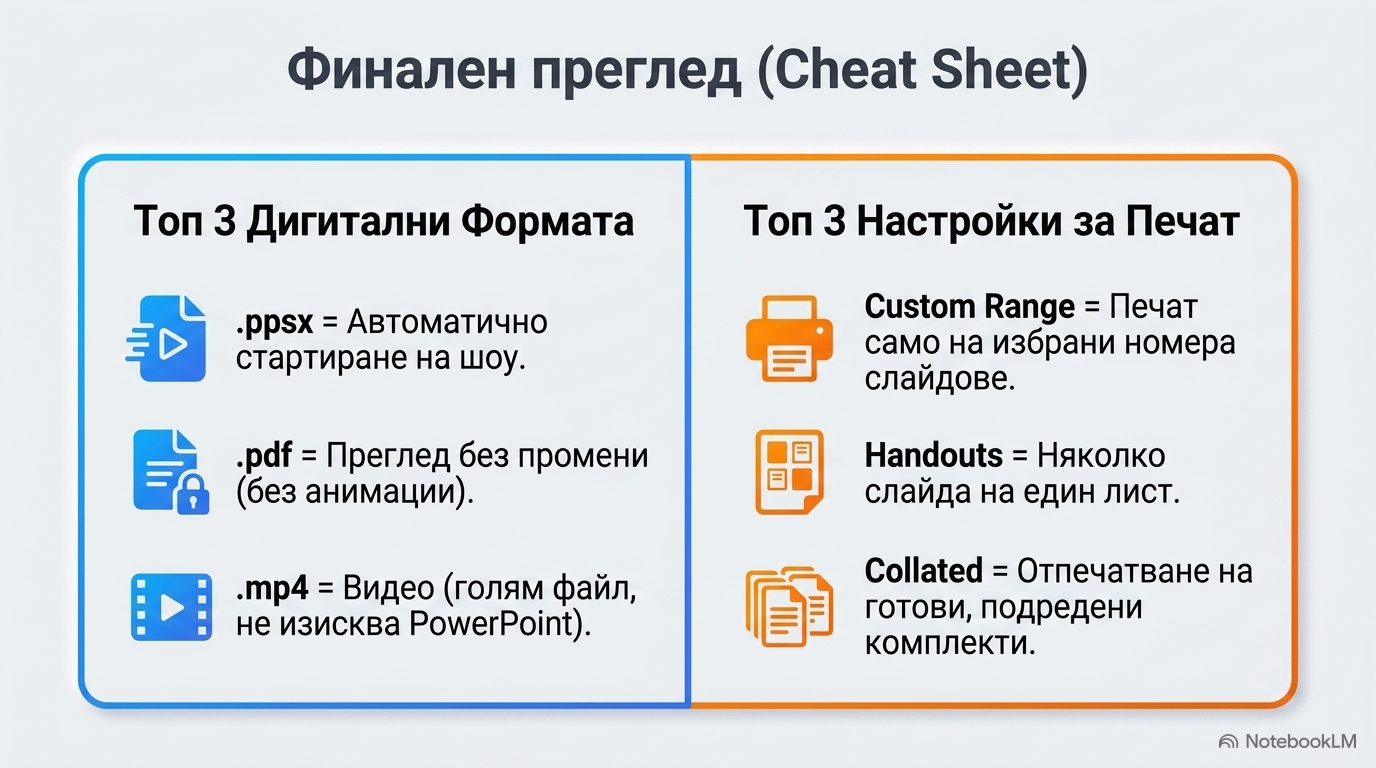 Финален преглед (Cheat Sheet)
Топ 3 Дигитални Формата
.ppsx = Автоматично
стартиране на шоу.
.pdf = Преглед без промени
(без анимации).
.mp4 = Видео (голям файл,
не изисква PowerPoint).
Топ 3 Настройки за Печат
Custom Range = Печат
само на избрани номера
слайдове.
Handouts = Няколко
слайда на един лист.
Collated = Отпечатване на
готови, подредени
комплекти.
NotebookLM